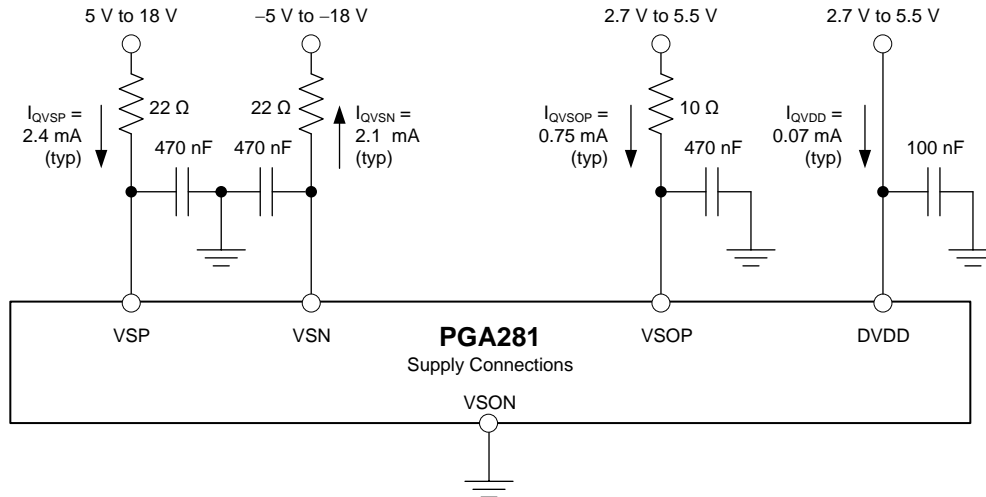 5 V to 18 V
–5 V to –18 V
2.7 V to 5.5 V
2.7 V to 5.5 V
IQVSP =
2.4 mA
(typ)
22 Ω
22 Ω
IQVSN =
2.1 mA
(typ)
IQVSOP =
0.75 mA
(typ)
10 Ω
IQVDD =
0.07 mA
(typ)
470 nF
470 nF
470 nF
100 nF
VSP
VSN
PGA281
Supply Connections
VSOP
DVDD
VSON